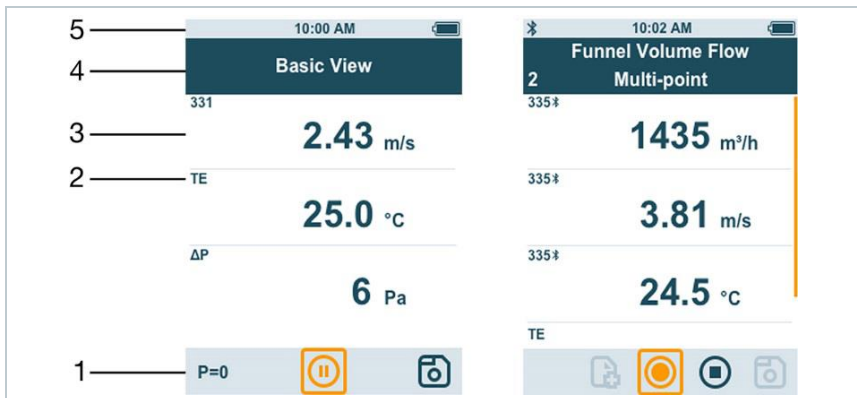 5
10:00 AM
4
Basic View
331
3
2.43 m/s
2
TE
25.0 °C
ΔP
6 Pa
1
P=0
10:02 AM
Funnel Volume Flow
2 Multi-point
335
1435 m³/h
335
3.81 m/s
335
24.5 °C
TE